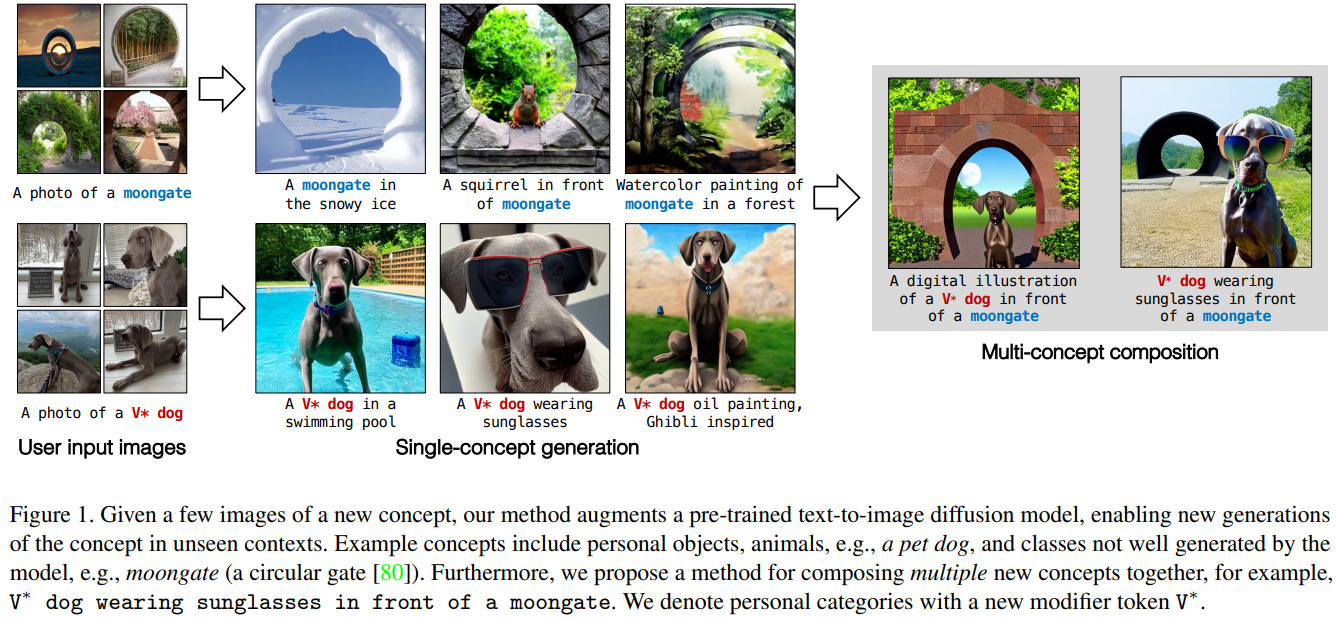 A photo of a moongate
A moongate in
the snowy ice
A squirrel in front
of moongate
Watercolor painting of
moongate in a forest
A photo of a V* dog
A V* dog in a
swimming pool
A V* dog wearing
sunglasses
A V* dog oil painting,
Ghibli inspired
A digital illustration
of a V* dog in front
of a moongate
V* dog wearing
sunglasses in front
of a moongate
User input images
Single-concept generation
Multi-concept composition
Figure 1. Given a few images of a new concept, our method augments a pre-trained text-to-image diffusion model, enabling new generations
of the concept in unseen contexts. Example concepts include personal objects, animals, e.g., a pet dog, and classes not well generated by the
model, e.g., moongate (a circular gate [80]). Furthermore, we propose a method for composing multiple new concepts together, for example,
V* dog wearing sunglasses in front of a moongate. We denote personal categories with a new modifier token V*.